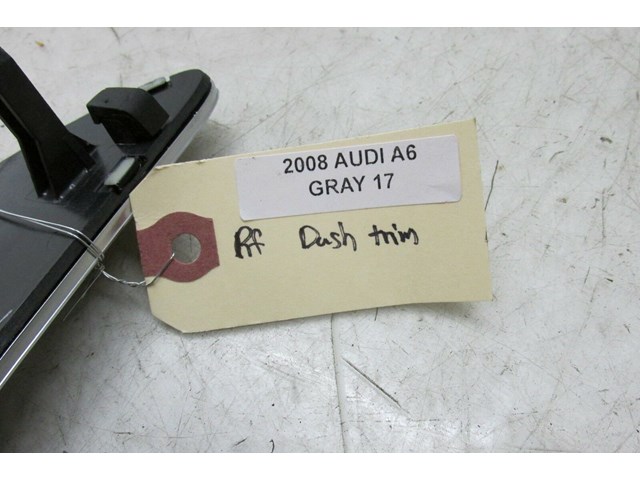 2008 AUDI A6
GRAY 17
Rf Dash trim